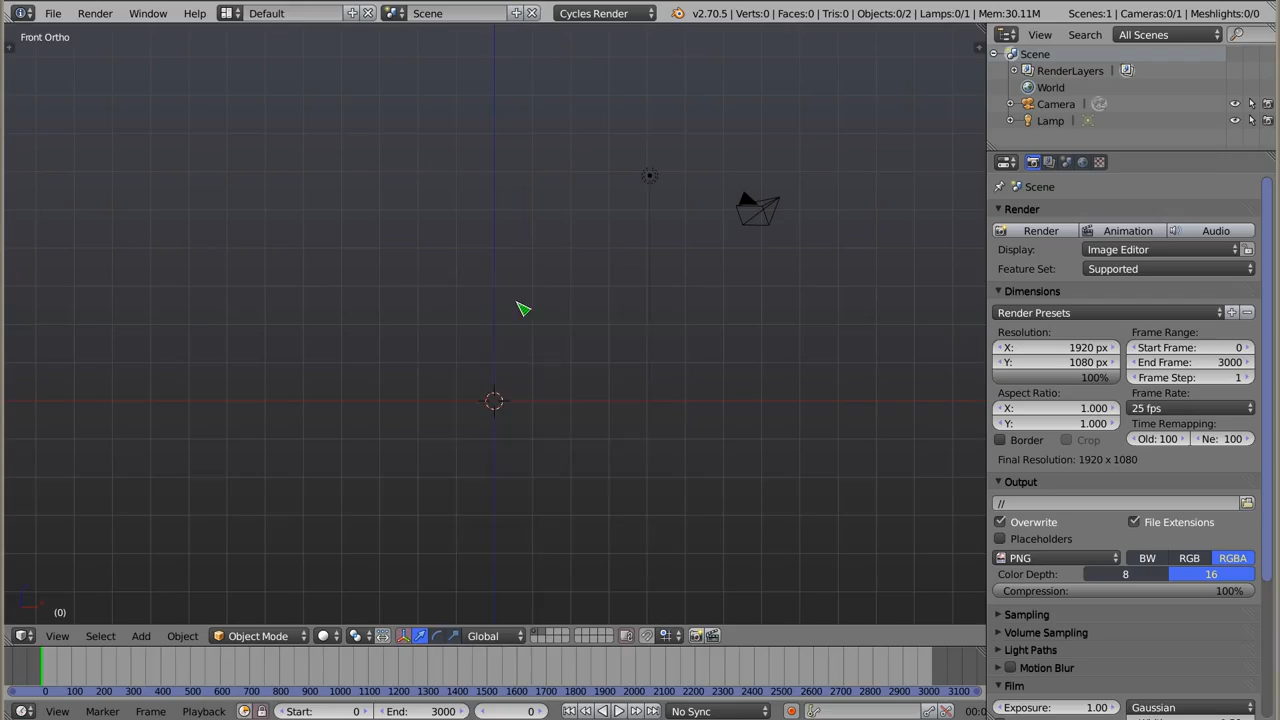 File Render Window Help Default Scene Cycles Render v2.70.5 | Verts:0 | Faces:0 | Tris:0 | Objects:0/2 | Lamps:0/1 | Mem:30.11M Scenes:1 | Cameras:0/1 | Meshlights:0/0
Front Ortho
View Search All Scenes
Scene
RenderLayers
World
Camera
Lamp
Scene
Render
Render Animation Audio
Display: Image Editor
Feature Set: Supported
Dimensions
Render Presets
Resolution: Frame Range:
X: 1920 px Start Frame: 0
Y: 1080 px End Frame: 3000
100% Frame Step: 1
Aspect Ratio: Frame Rate:
X: 1.000 25 fps
Y: 1.000 Time Remapping:
Border Crop Old: 100 Ne: 100
Final Resolution: 1920 x 1080
Output
//
Overwrite File Extensions
Placeholders
PNG BW RGB RGBA
Color Depth: 8 16
Compression: 100%
Sampling
Volume Sampling
Light Paths
Motion Blur
Film
Exposure: 1.00 Gaussian
(0)
View Select Add Object Object Mode Global
0 100 200 300 400 500 600 700 800 900 1000 1100 1200 1300 1400 1500 1600 1700 1800 1900 2000 2100 2200 2300 2400 2500 2600 2700 2800 2900 3000 3100
View Marker Frame Playback Start: 0 End: 3000 0 No Sync